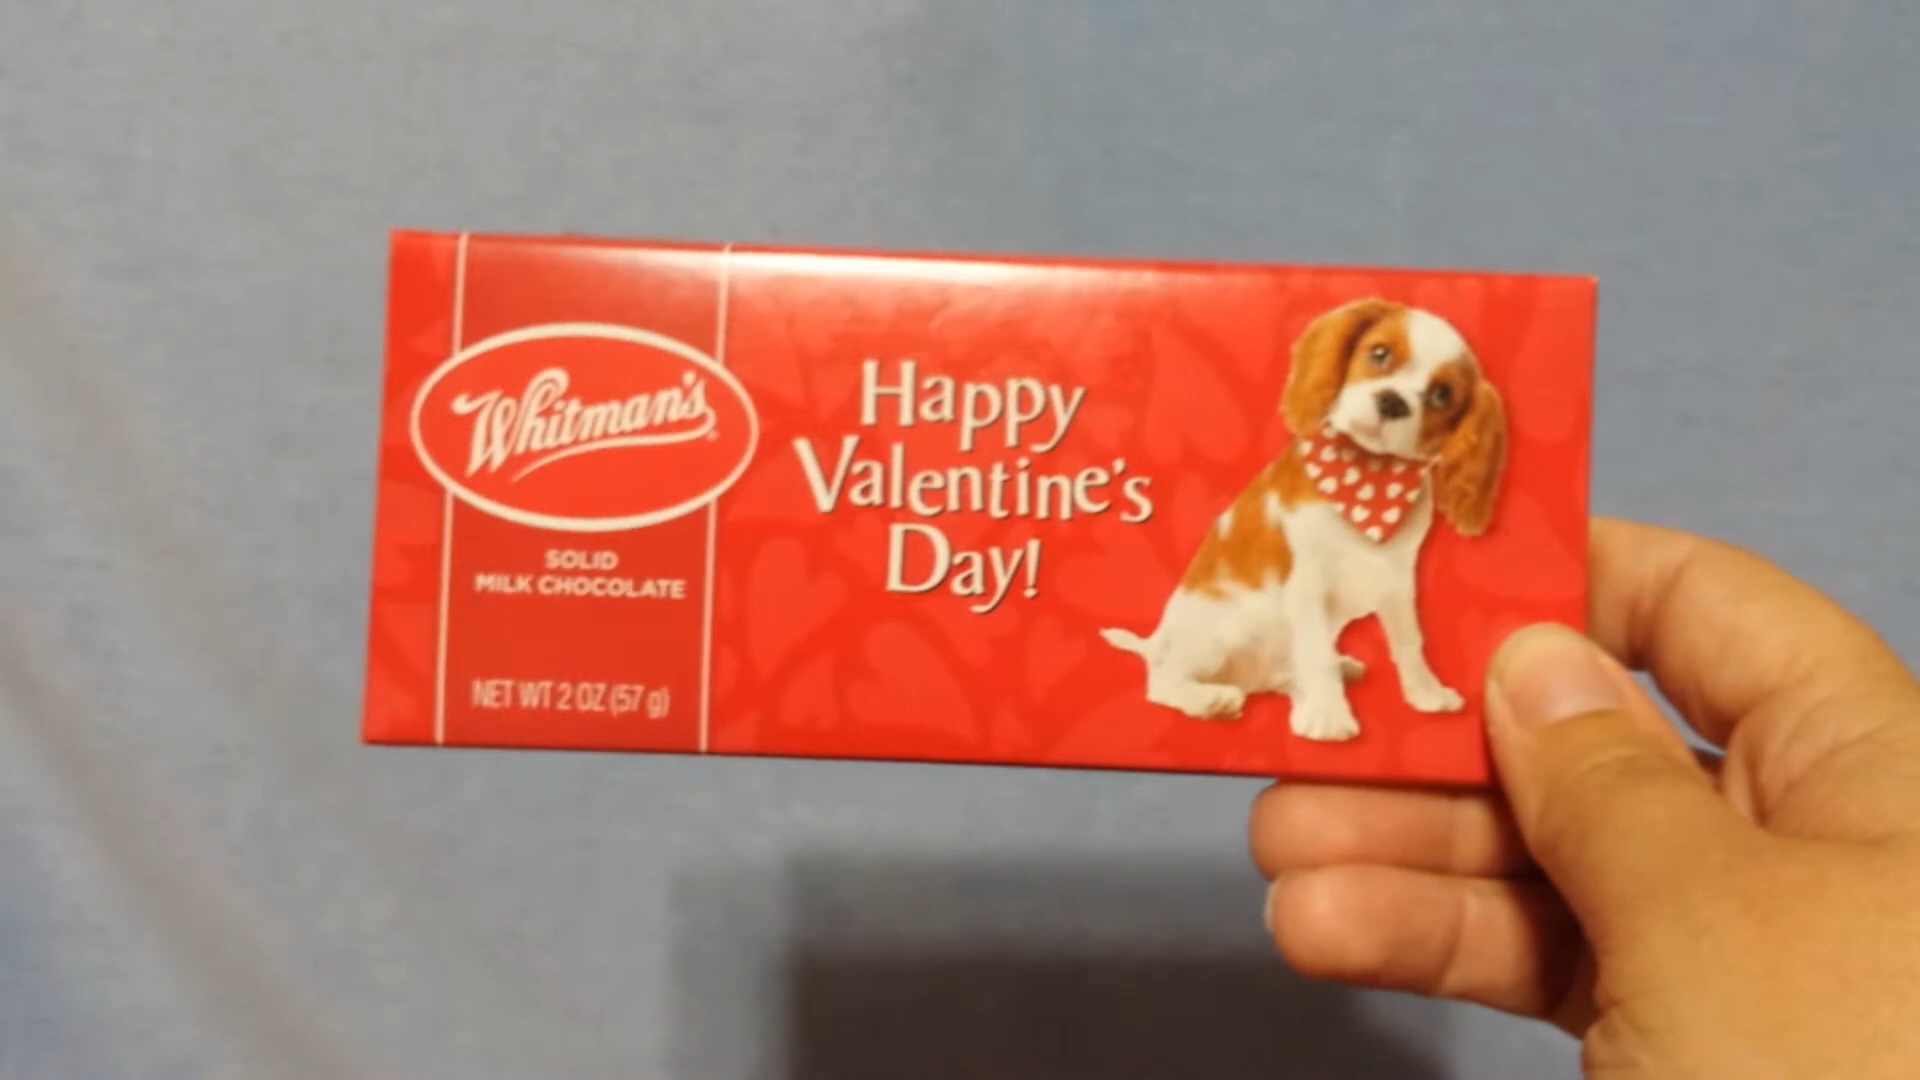 Whitman's
SOLID
MILK CHOCOLATE
NET WT 2 OZ (57 g)
Happy
Valentine's
Day!